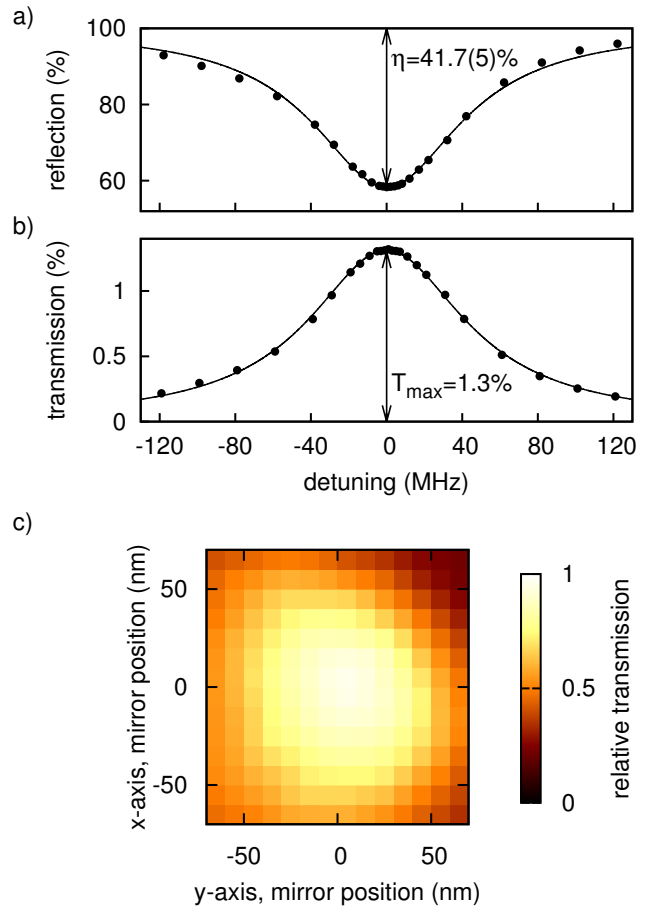 a)
100
80
60
reflection (%)
η=41.7(5)%
b)
1
0.5
0
transmission (%)
T_max=1.3%
-120 -80 -40 0 40 80 120
detuning (MHz)
c)
50
0
-50
x-axis, mirror position (nm)
-50 0 50
y-axis, mirror position (nm)
1
0.5
0
relative transmission